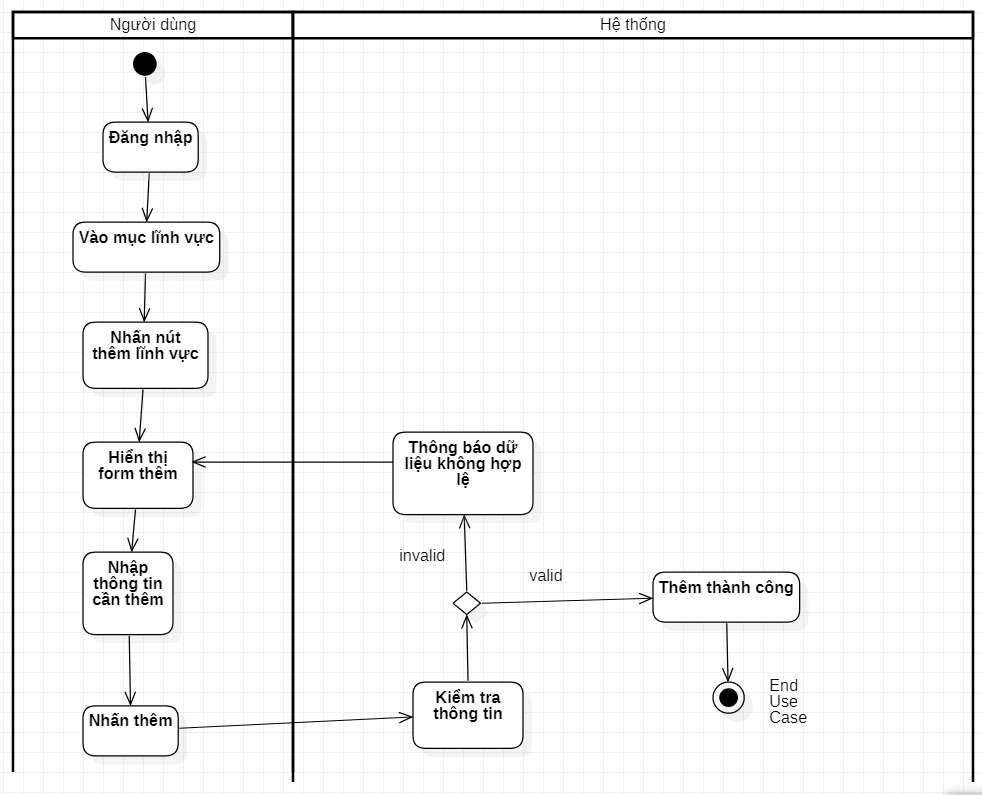 Người dùng
Hệ thống
Đăng nhập
Vào mục lĩnh vực
Nhấn nút
thêm lĩnh vực
Hiển thị
form thêm
Thông báo dữ
liệu không hợp
lệ
invalid
valid
Nhập
thông tin
cần thêm
Thêm thành công
Nhấn thêm
Kiểm tra
thông tin
End
Use
Case